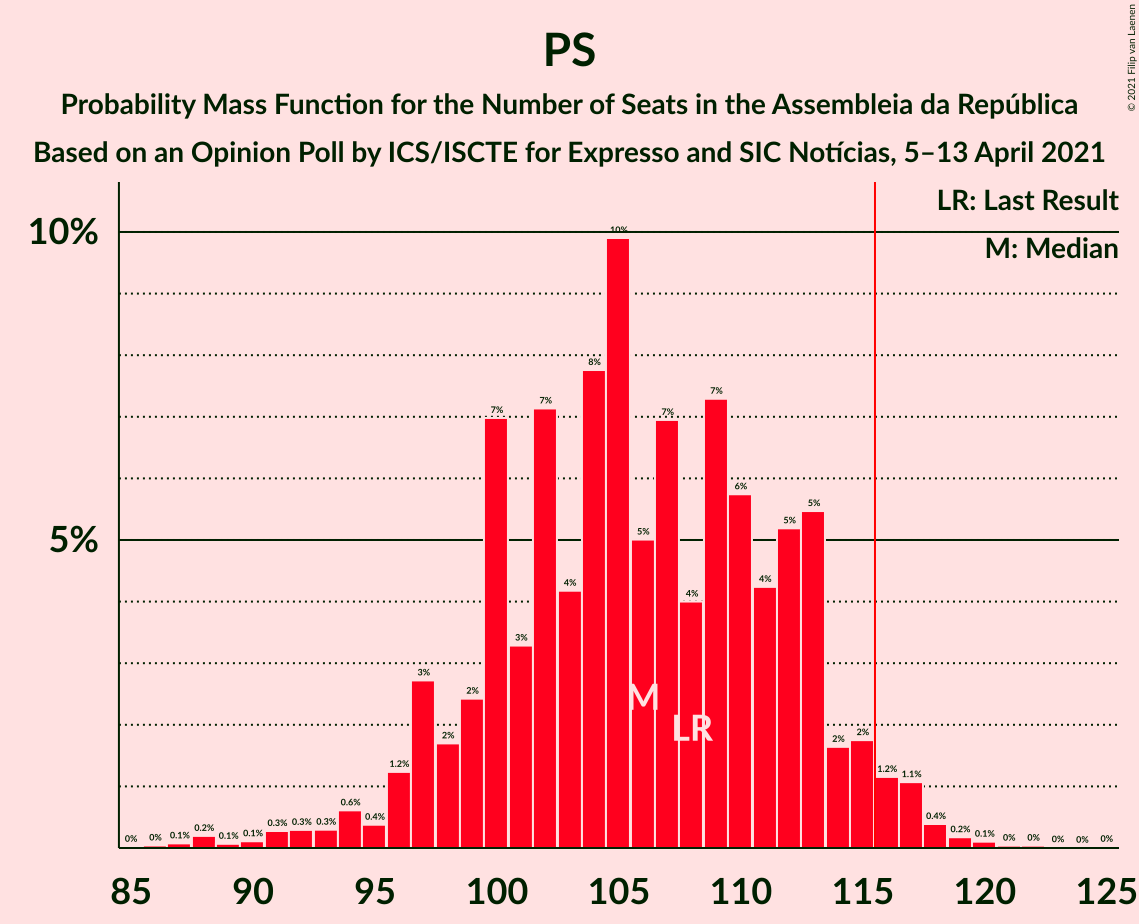 PS
Probability Mass Function for the Number of Seats in the Assembleia da República
Based on an Opinion Poll by ICS/ISCTE for Expresso and SIC Notícias, 5–13 April 2021
© 2021 Filip van Laenen
LR: Last Result
M: Median
10%
5%
0% 0% 0.1% 0.2% 0.1% 0.1% 0.3% 0.3% 0.3% 0.6% 0.4% 1.2% 3% 2% 2% 7% 3% 7% 4% 8% 10% 5% 7% 4% 7% 6% 4% 5% 5% 2% 2% 1.2% 1.1% 0.4% 0.2% 0.1% 0% 0% 0% 0% 0%
M
LR
85 90 95 100 105 110 115 120 125